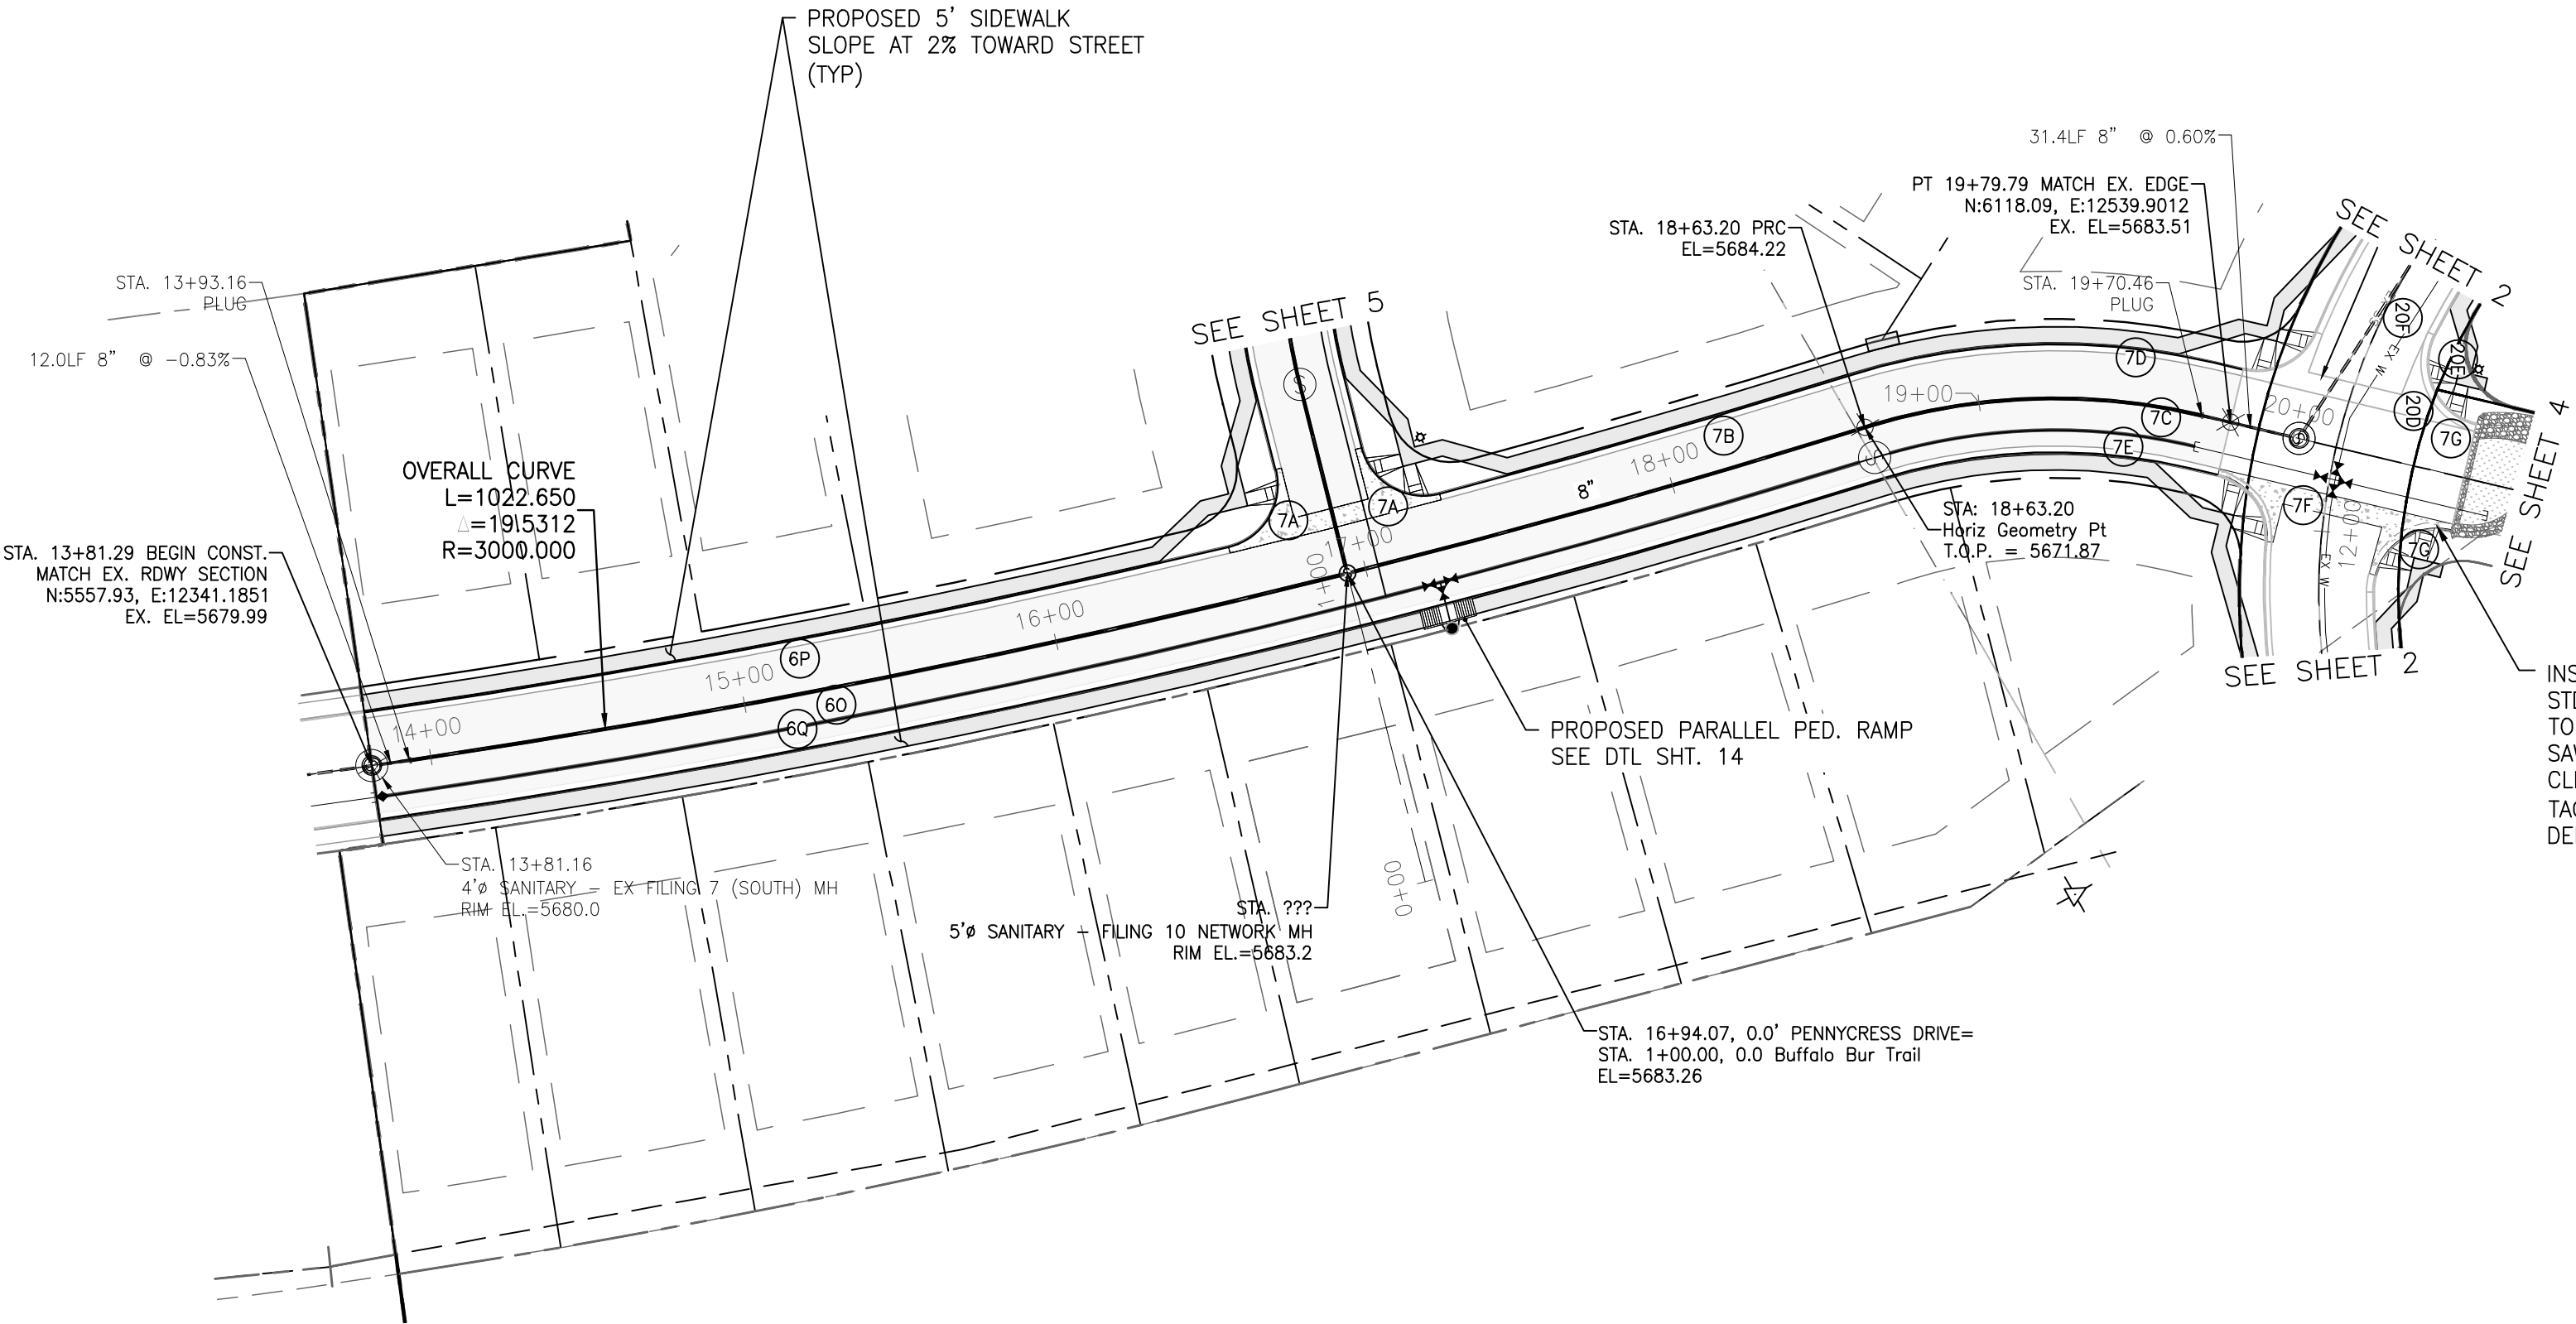 PROPOSED 5' SIDEWALK
SLOPE AT 2% TOWARD STREET
(TYP)
31.4LF 8" @ 0.60%
PT 19+79.79 MATCH EX. EDGE
N:6118.09, E:12539.9012
EX. EL=5683.51
STA. 18+63.20 PRC
EL=5684.22
STA. 19+70.46
PLUG
SEE SHEET 2
STA. 13+93.16
PLUG
SEE SHEET 5
12.0LF 8" @ -0.83%
S
20F
EX W
20E
7D
19+00
20D
7C
20+00
7G
SEE SHEET 4
7B
7E
E
OVERALL CURVE
L=1022.650
△=19.5312
R=3000.000
18+00
S
8"
7A
7A
7F
STA: 18+63.20
Horiz Geometry Pt
T.O.P. = 5671.87
12+00
7G
EX W
17+00
1+00
STA. 13+81.29 BEGIN CONST.
MATCH EX. RDWY SECTION
N:5557.93, E:12341.1851
EX. EL=5679.99
16+00
6P
15+00
6O
6Q
14+00
SEE SHEET 2
INS
STD
TO
SAW
CLE
TAC
DEP
PROPOSED PARALLEL PED. RAMP
SEE DTL SHT. 14
STA. 13+81.16
4'ø SANITARY - EX FILING 7 (SOUTH) MH
RIM EL.=5680.0
0+00
STA. ???
5'ø SANITARY - FILING 10 NETWORK MH
RIM EL.=5683.2
STA. 16+94.07, 0.0' PENNYCRESS DRIVE=
STA. 1+00.00, 0.0 Buffalo Bur Trail
EL=5683.26